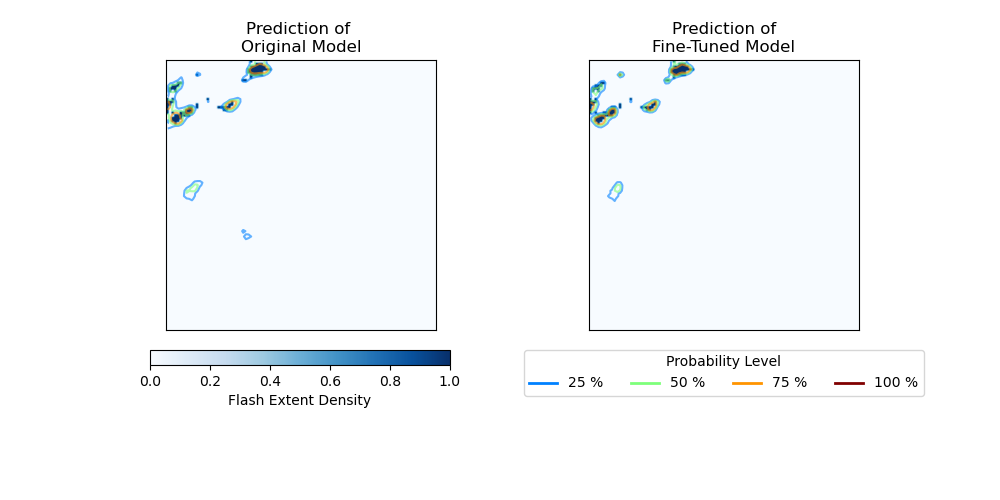 Prediction of
Original Model
Prediction of
Fine-Tuned Model
0.0 0.2 0.4 0.6 0.8 1.0
Flash Extent Density
Probability Level
25 % 50 % 75 % 100 %